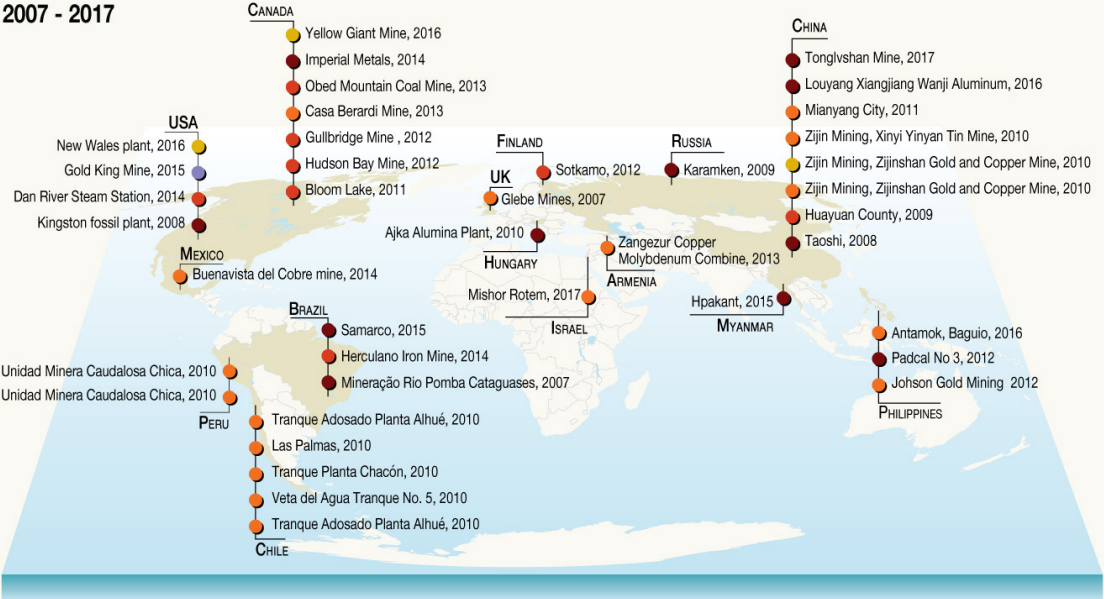 2007 - 2017
CANADA
Yellow Giant Mine, 2016
Imperial Metals, 2014
Obed Mountain Coal Mine, 2013
Casa Berardi Mine, 2013
Gullbridge Mine , 2012
Hudson Bay Mine, 2012
Bloom Lake, 2011
USA
New Wales plant, 2016
Gold King Mine, 2015
Dan River Steam Station, 2014
Kingston fossil plant, 2008
MEXICO
Buenavista del Cobre mine, 2014
BRAZIL
Samarco, 2015
Herculano Iron Mine, 2014
Mineração Rio Pomba Cataguases, 2007
Unidad Minera Caudalosa Chica, 2010
Unidad Minera Caudalosa Chica, 2010
PERU
Tranque Adosado Planta Alhué, 2010
Las Palmas, 2010
Tranque Planta Chacón, 2010
Veta del Agua Tranque No. 5, 2010
Tranque Adosado Planta Alhué, 2010
CHILE
FINLAND
Sotkamo, 2012
UK
Glebe Mines, 2007
Ajka Alumina Plant, 2010
HUNGARY
RUSSIA
Karamken, 2009
Zangezur Copper
Molybdenum Combine, 2013
ARMENIA
Mishor Rotem, 2017
ISRAEL
CHINA
Tonglvshan Mine, 2017
Louyang Xiangjiang Wanji Aluminum, 2016
Mianyang City, 2011
Zijin Mining, Xinyi Yinyan Tin Mine, 2010
Zijin Mining, Zijinshan Gold and Copper Mine, 2010
Zijin Mining, Zijinshan Gold and Copper Mine, 2010
Huayuan County, 2009
Taoshi, 2008
Hpakant, 2015
MYANMAR
Antamok, Baguio, 2016
Padcal No 3, 2012
Johson Gold Mining 2012
PHILIPPINES